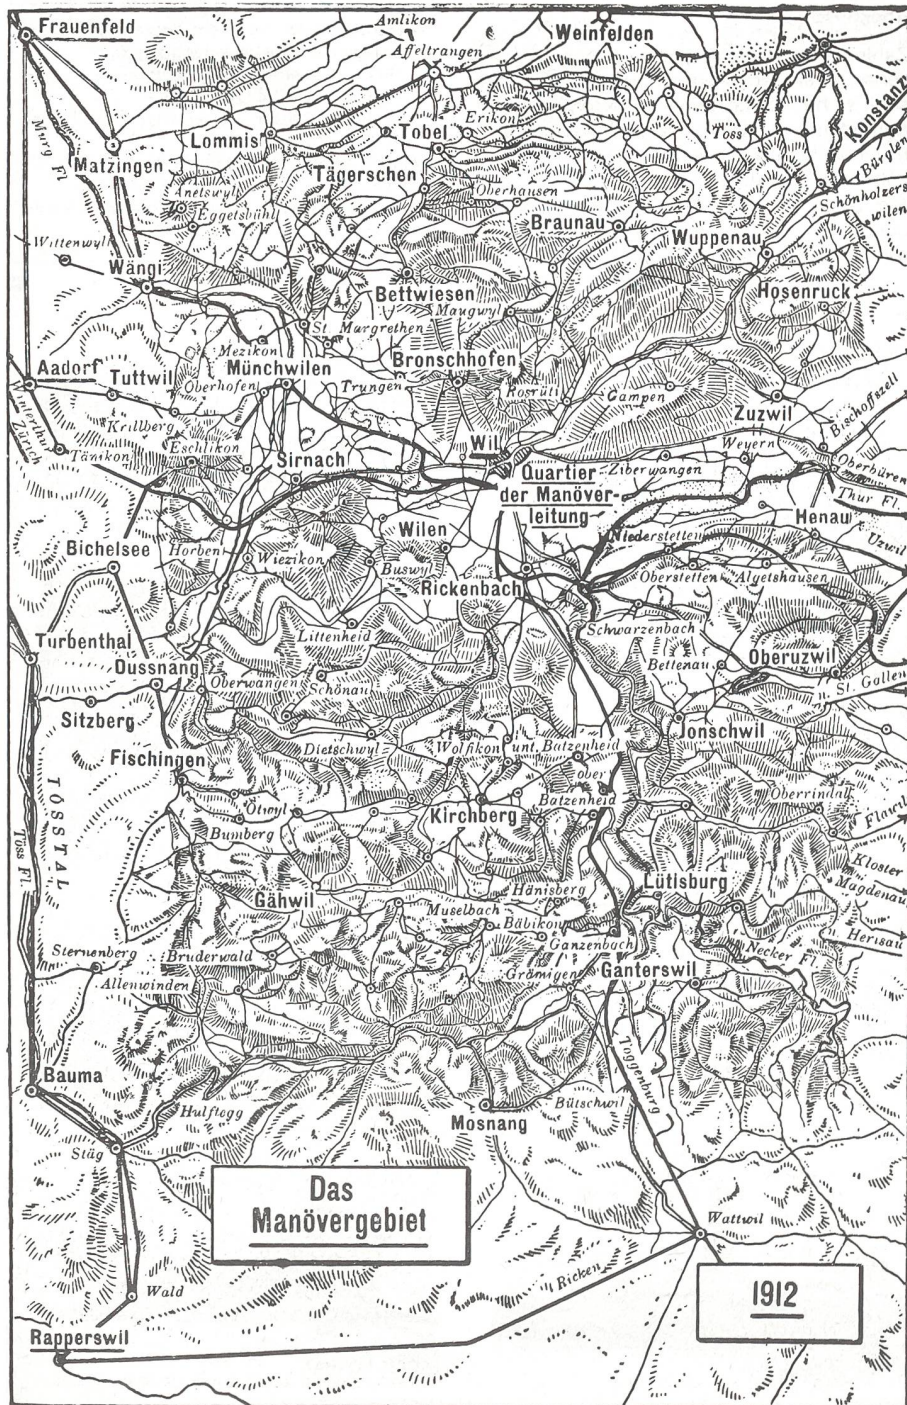 Amlikon
Frauenfeld
Weinfelden
Affeltrangen
Konstanz
Murg Fl
Erikon
Toss
Lommis
Tobel
Bürglen
Matzingen
Tägerschen
Anetswyl
Oberhausen
Schönholzers
wilen
Eggetsbühl
Braunau
Wuppenau
Wittenwyl
Wängi
Bettwiesen
Hosenruck
Maugwyl
St. Margrethen
Mezikon
Bronschhofen
Aadorf
Tuttwil
Münchwilen
Oberhofen
Trungen
Rosrüti
Gampen
Zuzwil
Bischoffszell
Zürich
Krillberg
Tänikon
Eschlikon
Wil
Weyern
Sirnach
Quartier
der Manöver-
leitung
Ziberwangen
Oberbüren
Thur Fl.
Wilen
Henau
Niederstetten
Uzwil
Bichelsee
Horben
Wiezikon
Buswyl
Rickenbach
Oberstetten
Algetshausen
Turbenthal
Littenheid
Schwarzenbach
Dussnang
Oberwangen
Schönau
Bettenau
Oberuzwil
n. St. Gallen
Sitzberg
Jonschwil
Fischingen
Dietschwyl
Wolfikon
unt. Batzenheid
ober
Batzenheid
Oberrindal
TÖSSTAL
Töss Fl.
Ötwyl
Kirchberg
Flawil
Bumberg
Kloster
Magdenau
Gähwil
Hänisberg
Lütisburg
Muselbach
Bäbikon
n. Herisau
Sternenberg
Bruderwald
Ganzenbach
Necker Fl.
Allenwinden
Grämigen
Ganterswil
Toggenburg
Bauma
Hulftegg
Mosnang
Bütschwil
Stäg
Das
Manövergebiet
Wattwil
Ricken
Wald
1912
Rapperswil